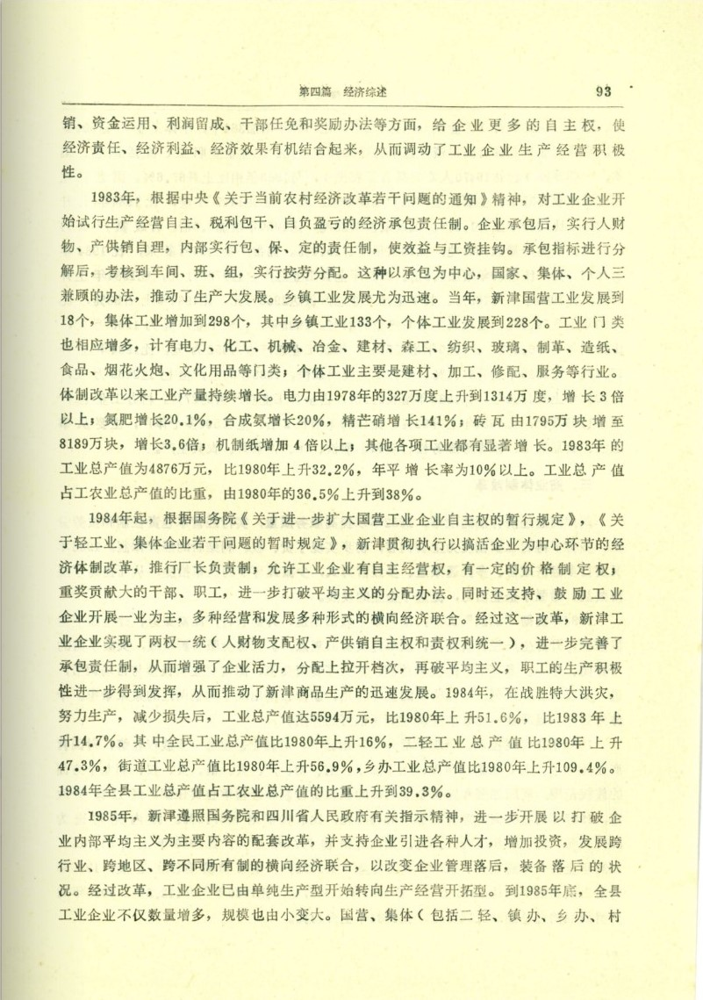 第四篇　经济综述　93
销、资金运用、利润留成、干部任免和奖励办法等方面，给企业更多的自主权，使
经济责任、经济利益、经济效果有机结合起来，从而调动了工业企业生产经营积极
性。
1983年，根据中央《关于当前农村经济改革若干问题的通知》精神，对工业企业开
始试行生产经营自主、税利包干、自负盈亏的经济承包责任制。企业承包后，实行人财
物、产供销自理，内部实行包、保、定的责任制，使效益与工资挂钩。承包指标进行分
解后，考核到车间、班、组，实行按劳分配。这种以承包为中心，国家、集体、个人三
兼顾的办法，推动了生产大发展。乡镇工业发展尤为迅速。当年，新津国营工业发展到
18个，集体工业增加到298个，其中乡镇工业133个，个体工业发展到228个。工业门类
也相应增多，计有电力、化工、机械、冶金、建材、森工、纺织、玻璃、制革、造纸、
食品、烟花火炮、文化用品等门类；个体工业主要是建材、加工、修配、服务等行业。
体制改革以来工业产量持续增长。电力由1978年的327万度上升到1314万度，增长3倍
以上；氮肥增长20.1%，合成氨增长20%，精芒硝增长141%；砖瓦由1795万块增至
8189万块，增长3.6倍；机制纸增加4倍以上；其他各项工业都有显著增长。1983年的
工业总产值为4876万元，比1980年上升32.2%，年平增长率为10%以上。工业总产值
占工农业总产值的比重，由1980年的36.5%上升到38%。
1984年起，根据国务院《关于进一步扩大国营工业企业自主权的暂行规定》，《关
于轻工业、集体企业若干问题的暂时规定》，新津贯彻执行以搞活企业为中心环节的经
济体制改革，推行厂长负责制；允许工业企业有自主经营权，有一定的价格制定权；
重奖贡献大的干部、职工，进一步打破平均主义的分配办法。同时还支持、鼓励工业
企业开展一业为主，多种经营和发展多种形式的横向经济联合。经过这一改革，新津工
业企业实现了两权一统（人财物支配权、产供销自主权和责权利统一），进一步完善了
承包责任制，从而增强了企业活力，分配上拉开档次，再破平均主义，职工的生产积极
性进一步得到发挥，从而推动了新津商品生产的迅速发展。1984年，在战胜特大洪灾，
努力生产，减少损失后，工业总产值达5594万元，比1980年上升51.6%，比1983年上
升14.7%。其中全民工业总产值比1980年上升16%，二轻工业总产值比1980年上升
47.3%，街道工业总产值比1980年上升56.9%，乡办工业总产值比1980年上升109.4%。
1984年全县工业总产值占工农业总产值的比重上升到39.3%。
1985年，新津遵照国务院和四川省人民政府有关指示精神，进一步开展以打破企
业内部平均主义为主要内容的配套改革，并支持企业引进各种人才，增加投资，发展跨
行业、跨地区、跨不同所有制的横向经济联合，以改变企业管理落后，装备落后的状
况。经过改革，工业企业已由单纯生产型开始转向生产经营开拓型。到1985年底，全县
工业企业不仅数量增多，规模也由小变大。国营、集体（包括二轻、镇办、乡办、村